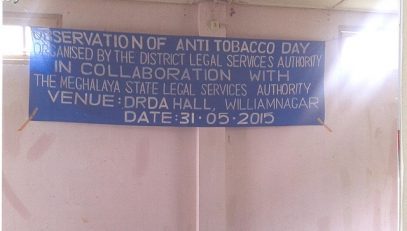 OBSERVATION OF ANTI TOBACCO DAY
ORGANISED BY THE DISTRICT LEGAL SERVICES AUTHORITY
IN COLLABORATION WITH
THE MEGHALAYA STATE LEGAL SERVICES AUTHORITY
VENUE: DRDA HALL, WILLIAMNAGAR
DATE: 31·05·2015